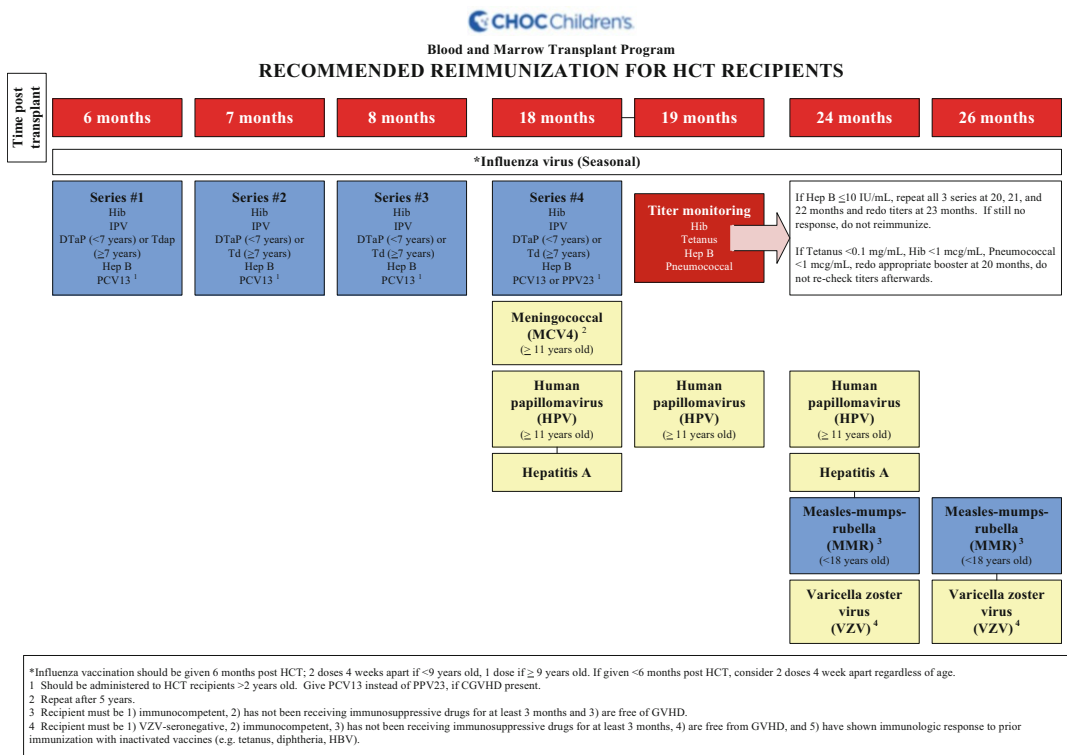 CHOC Children's
Blood and Marrow Transplant Program
RECOMMENDED REIMMUNIZATION FOR HCT RECIPIENTS
Time post
transplant
6 months
7 months
8 months
18 months
19 months
24 months
26 months
*Influenza virus (Seasonal)
Series #1
Hib
IPV
DTaP (<7 years) or Tdap
(≥7 years)
Hep B
PCV13 1
Series #2
Hib
IPV
DTaP (<7 years) or
Td (≥7 years)
Hep B
PCV13 1
Series #3
Hib
IPV
DTaP (<7 years) or
Td (≥7 years)
Hep B
PCV13 1
Series #4
Hib
IPV
DTaP (<7 years) or
Td (≥7 years)
Hep B
PCV13 or PPV23 1
Titer monitoring
Hib
Tetanus
Hep B
Pneumococcal
If Hep B ≤10 IU/mL, repeat all 3 series at 20, 21, and
22 months and redo titers at 23 months. If still no
response, do not reimmunize.
If Tetanus <0.1 mg/mL, Hib <1 mcg/mL, Pneumococcal
<1 mcg/mL, redo appropriate booster at 20 months, do
not re-check titers afterwards.
Meningococcal
(MCV4) 2
(≥ 11 years old)
Human
papillomavirus
(HPV)
(≥ 11 years old)
Human
papillomavirus
(HPV)
(≥ 11 years old)
Human
papillomavirus
(HPV)
(≥ 11 years old)
Hepatitis A
Hepatitis A
Measles-mumps-
rubella
(MMR) 3
(<18 years old)
Measles-mumps-
rubella
(MMR) 3
(<18 years old)
Varicella zoster
virus
(VZV) 4
Varicella zoster
virus
(VZV) 4
*Influenza vaccination should be given 6 months post HCT; 2 doses 4 weeks apart if <9 years old, 1 dose if ≥ 9 years old. If given <6 months post HCT, consider 2 doses 4 week apart regardless of age.
1 Should be administered to HCT recipients >2 years old. Give PCV13 instead of PPV23, if CGVHD present.
2 Repeat after 5 years.
3 Recipient must be 1) immunocompetent, 2) has not been receiving immunosuppressive drugs for at least 3 months and 3) are free of GVHD.
4 Recipient must be 1) VZV-seronegative, 2) immunocompetent, 3) has not been receiving immunosuppressive drugs for at least 3 months, 4) are free from GVHD, and 5) have shown immunologic response to prior
immunization with inactivated vaccines (e.g. tetanus, diphtheria, HBV).